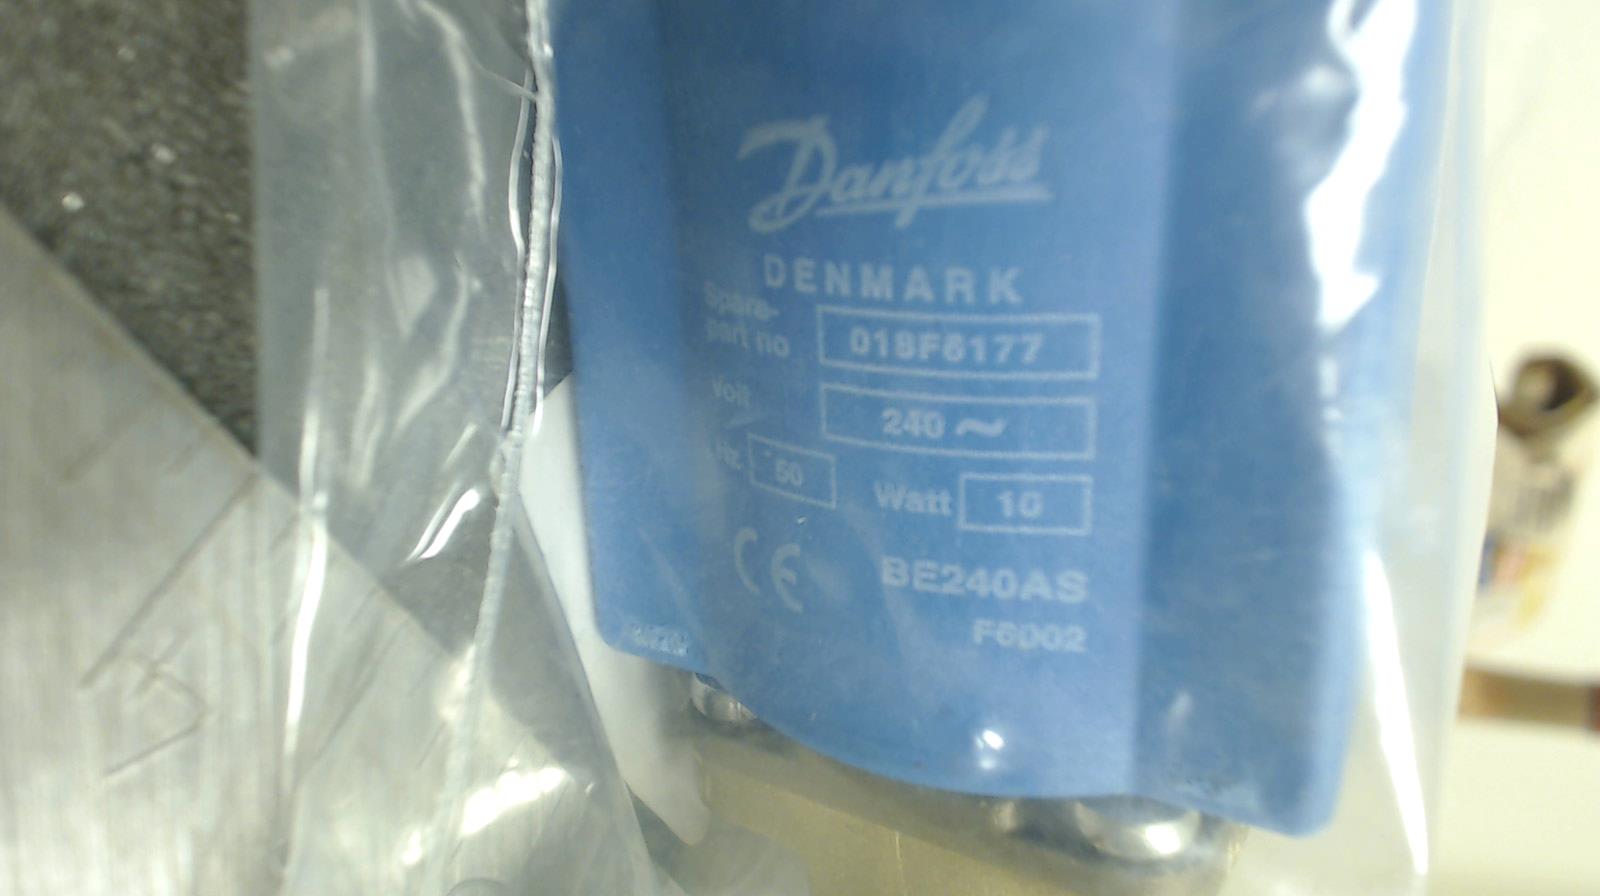 Danfoss
DENMARK
Spare-
part no 018F6177
Volt 240 ~
Hz. 50 Watt 10
CE BE240AS
F6002